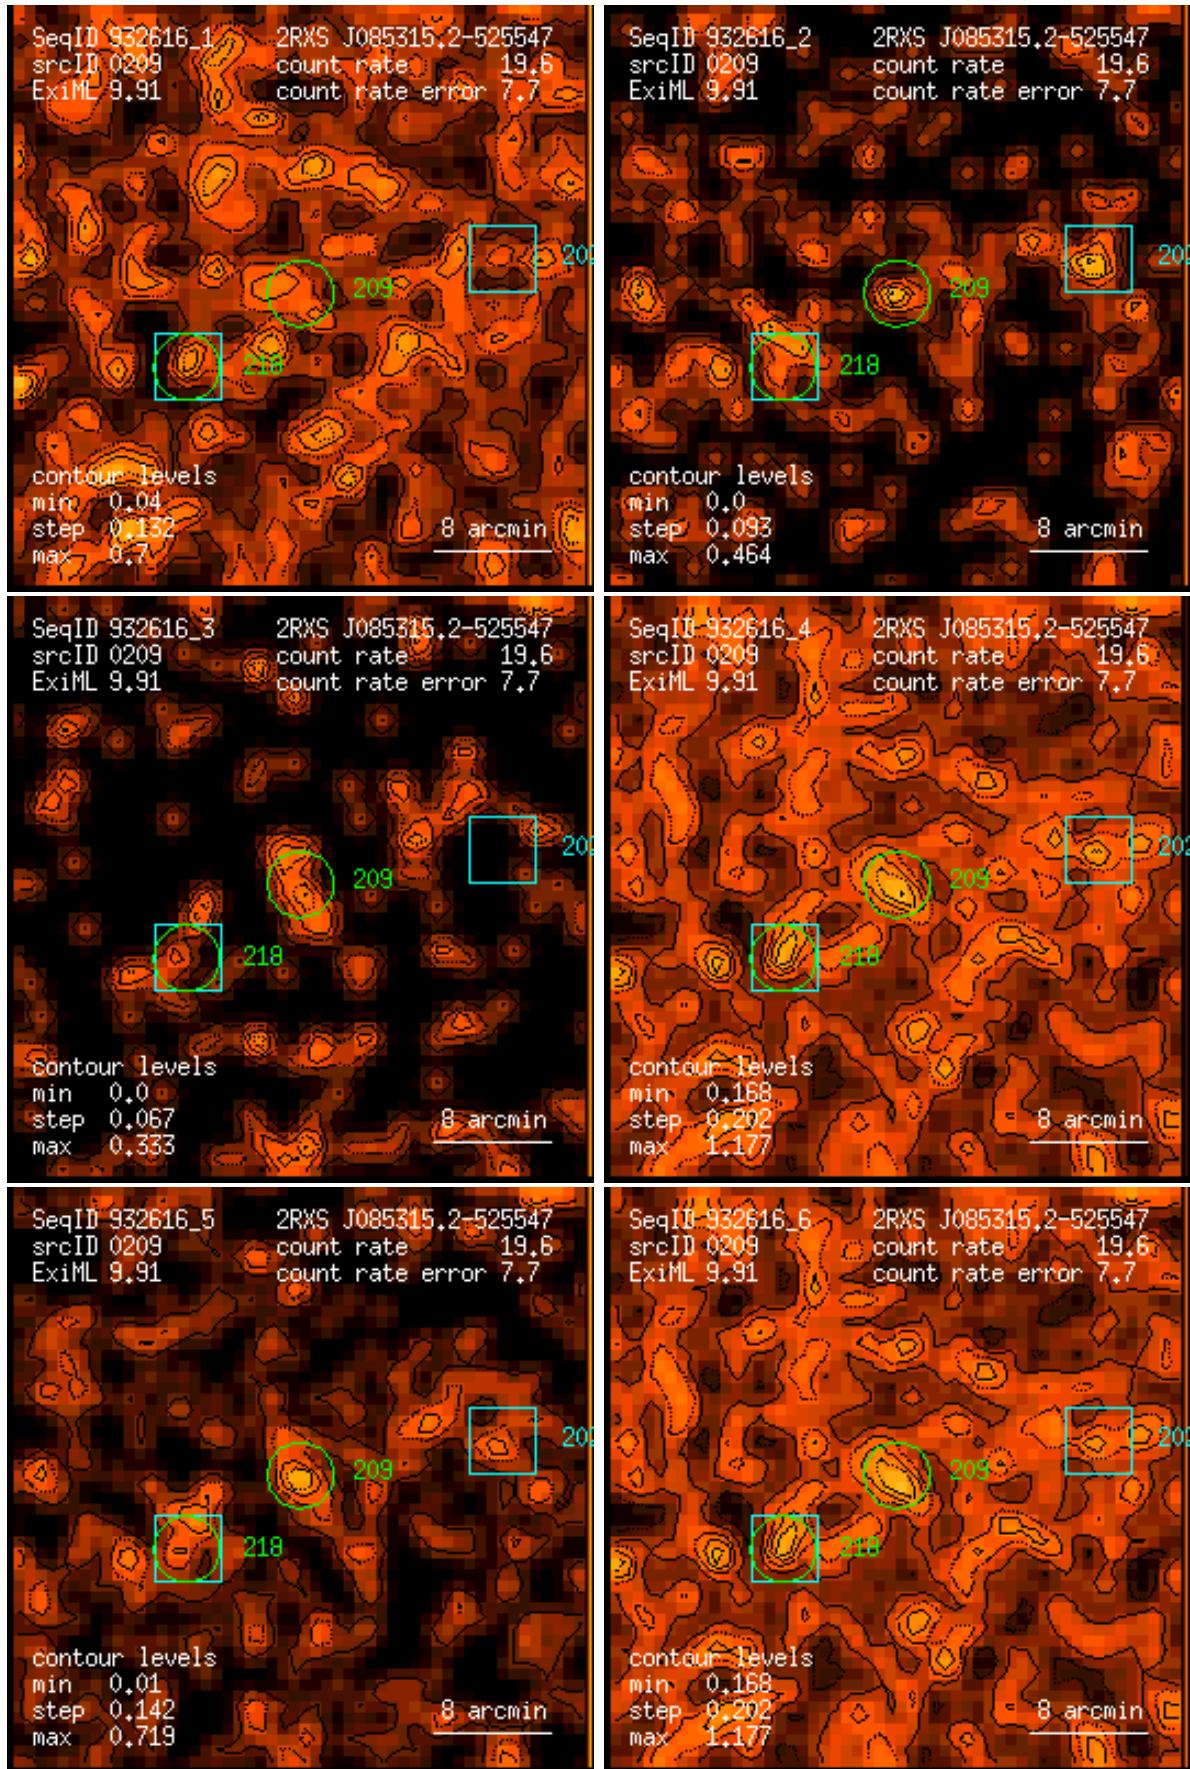 SeqID 932616_1 2RXS J085315.2-525547
srcID 0209 count rate 19.6
ExiML 9.91 count rate error 7.7
202
209
218
contour levels
min 0.04
step 0.132 8 arcmin
max 0.7
SeqID 932616_2 2RXS J085315.2-525547
srcID 0209 count rate 19.6
ExiML 9.91 count rate error 7.7
202
209
218
contour levels
min 0.0
step 0.093 8 arcmin
max 0.464
SeqID 932616_3 2RXS J085315.2-525547
srcID 0209 count rate 19.6
ExiML 9.91 count rate error 7.7
202
209
218
contour levels
min 0.0
step 0.067 8 arcmin
max 0.333
SeqID 932616_4 2RXS J085315.2-525547
srcID 0209 count rate 19.6
ExiML 9.91 count rate error 7.7
202
209
218
contour levels
min 0.168
step 0.202 8 arcmin
max 1.177
SeqID 932616_5 2RXS J085315.2-525547
srcID 0209 count rate 19.6
ExiML 9.91 count rate error 7.7
202
209
218
contour levels
min 0.01
step 0.142 8 arcmin
max 0.719
SeqID 932616_6 2RXS J085315.2-525547
srcID 0209 count rate 19.6
ExiML 9.91 count rate error 7.7
202
209
218
contour levels
min 0.168
step 0.202 8 arcmin
max 1.177